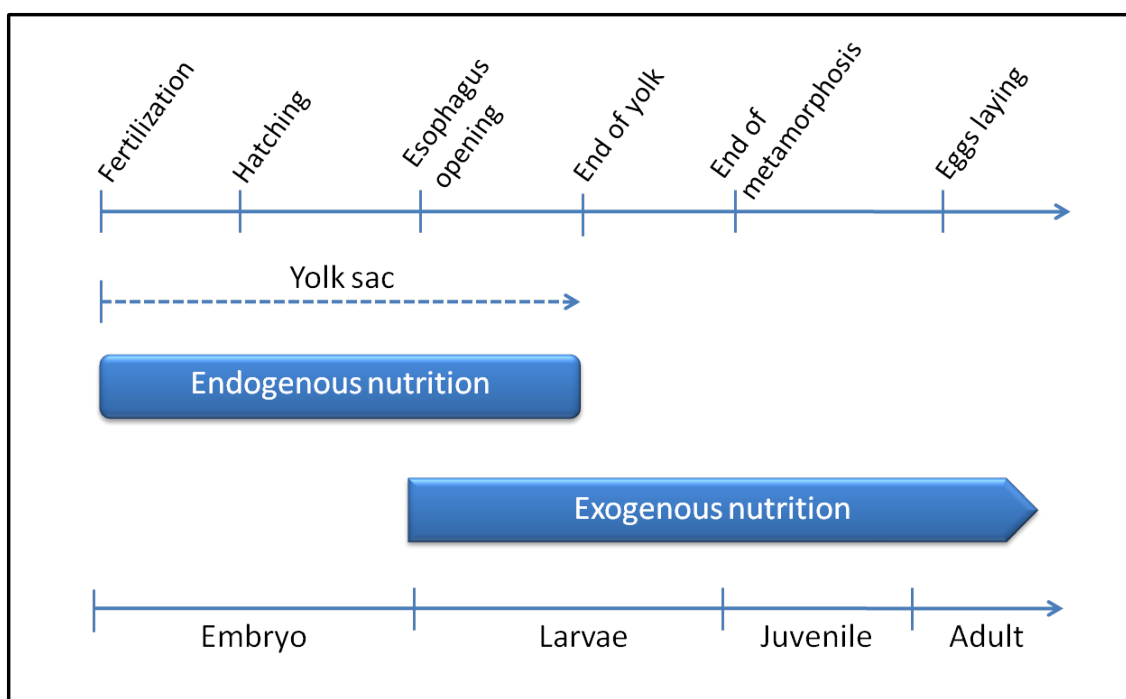 Fertilization
Hatching
Esophagus
opening
End of yolk
End of
metamorphosis
Eggs laying
Yolk sac
Endogenous nutrition
Exogenous nutrition
Embryo
Larvae
Juvenile
Adult